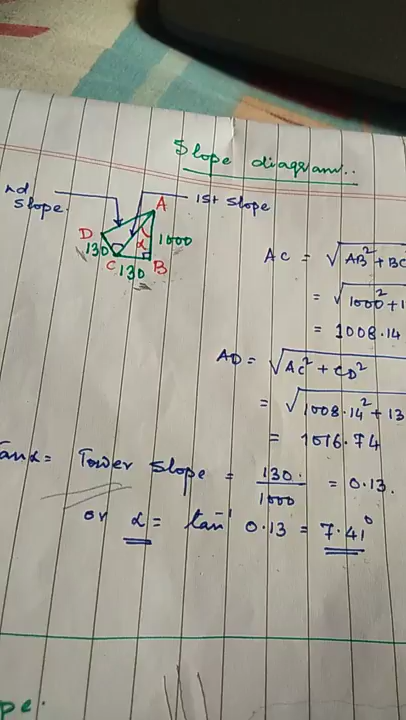 Slope diagram..
nd Slope.
1st Slope
A
D
α
1000
130
C
130
B
AC = √AB² + BC
= √1000² + 1
= 1008.14
AD = √AC² + CD²
= √1008.14² + 13
= 1016.74
Tanα = Tower Slope = 130. / 1000 = 0.13.
or α = tan⁻¹ 0.13 = 7.41°
pe.